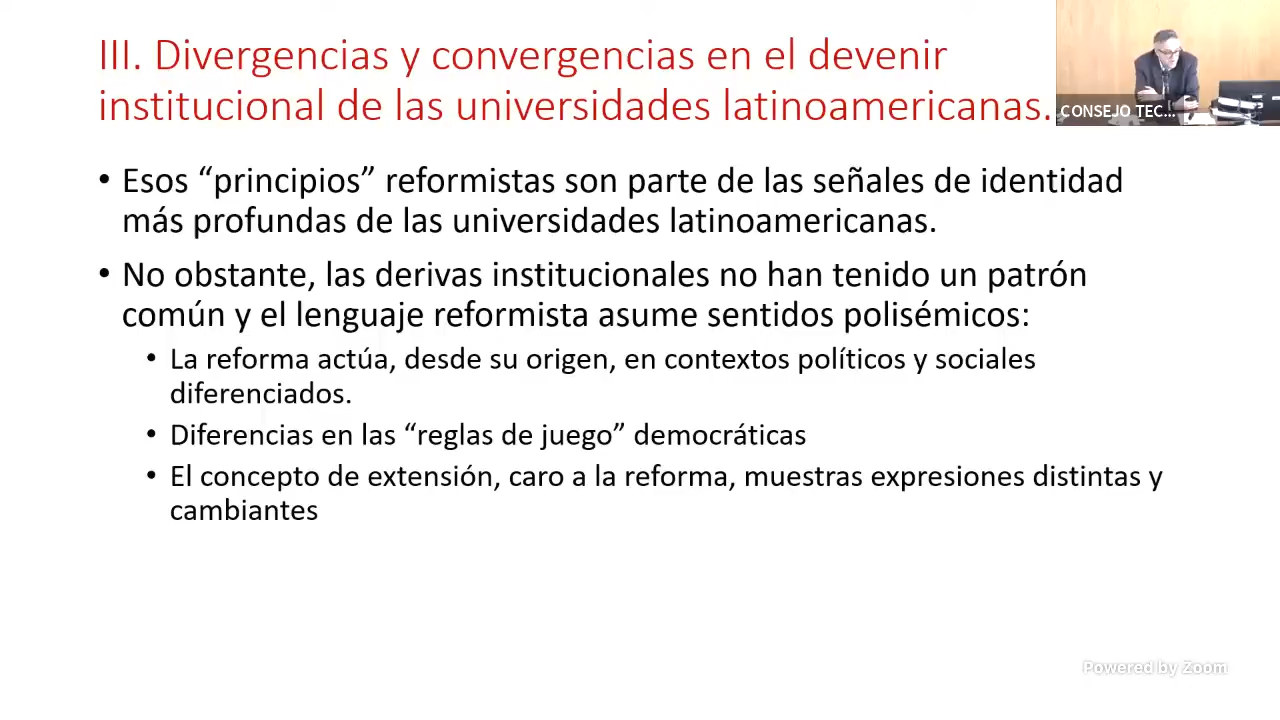 III. Divergencias y convergencias en el devenir
institucional de las universidades latinoamericanas.
CONSEJO TEC...
• Esos “principios” reformistas son parte de las señales de identidad
más profundas de las universidades latinoamericanas.
• No obstante, las derivas institucionales no han tenido un patrón
común y el lenguaje reformista asume sentidos polisémicos:
• La reforma actúa, desde su origen, en contextos políticos y sociales
diferenciados.
• Diferencias en las “reglas de juego” democráticas
• El concepto de extensión, caro a la reforma, muestras expresiones distintas y
cambiantes
Powered by Zoom